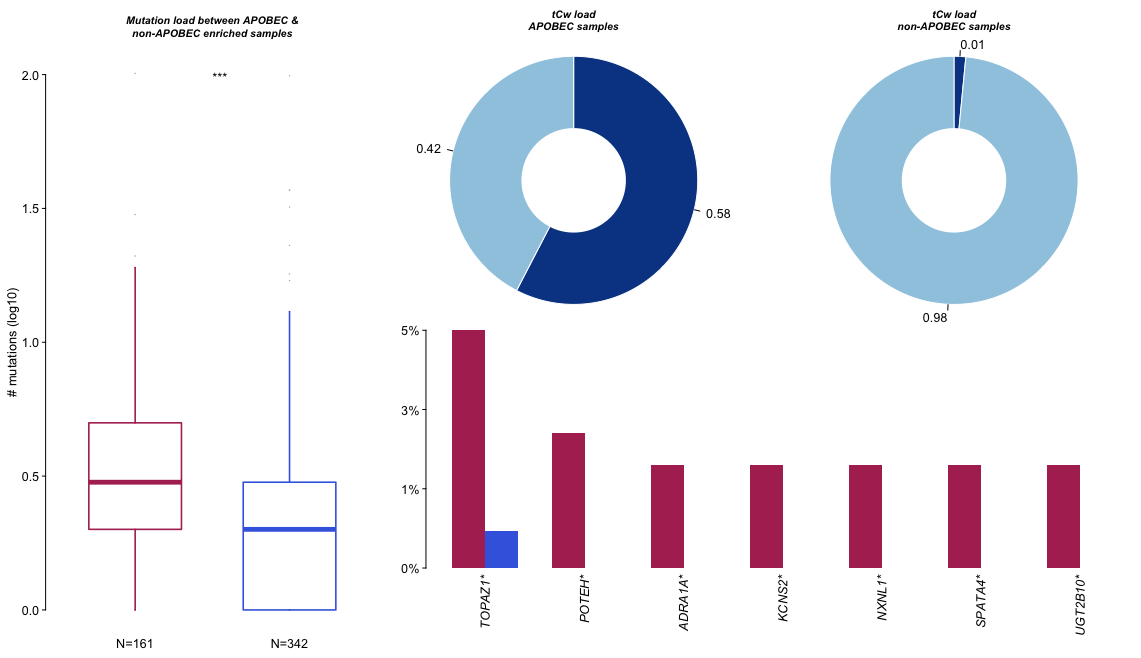 Mutation load between APOBEC &
non-APOBEC enriched samples
***
# mutations (log10)
2.0
1.5
1.0
0.5
0.0
N=161
N=342
tCw load
APOBEC samples
0.42
0.58
tCw load
non-APOBEC samples
0.01
0.98
5%
3%
1%
0%
TOPAZ1*
POTEH*
ADRA1A*
KCNS2*
NXNL1*
SPATA4*
UGT2B10*